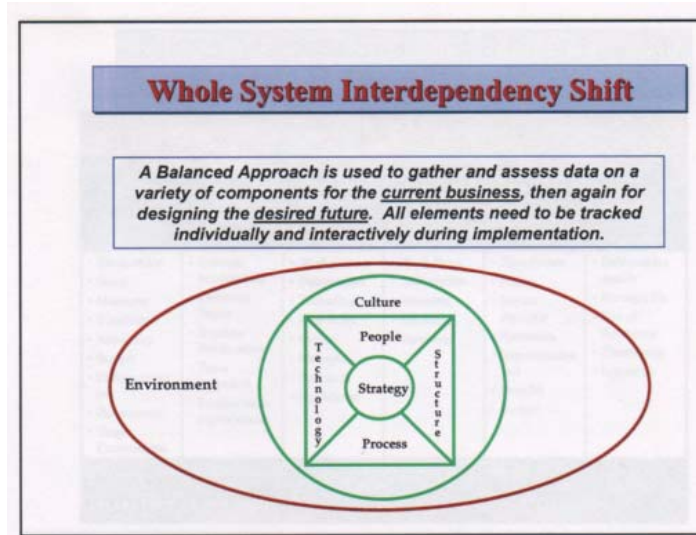 Whole System Interdependency Shift
A Balanced Approach is used to gather and assess data on a
variety of components for the current business, then again for
designing the desired future. All elements need to be tracked
individually and interactively during implementation.
Culture
People
Technology
Structure
Environment
Strategy
Process